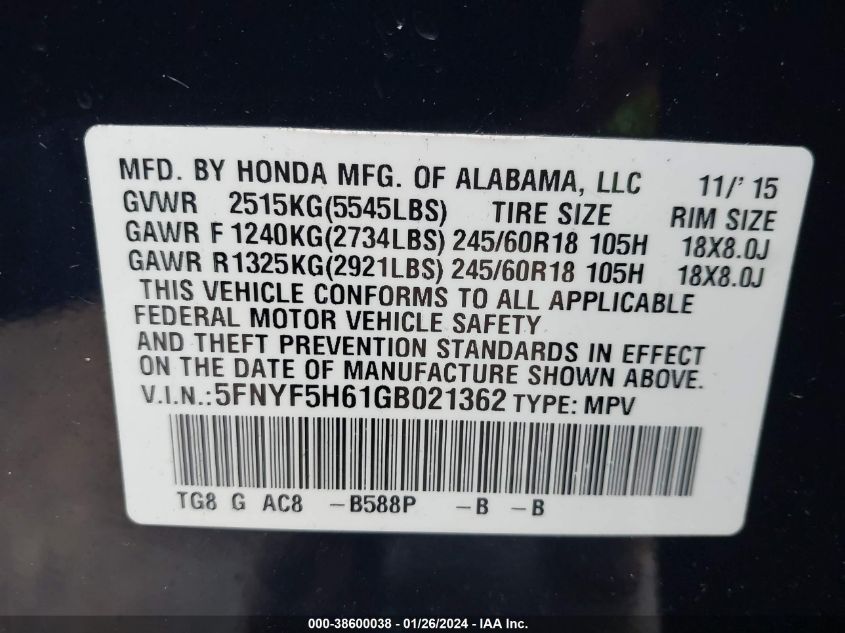 MFD. BY HONDA MFG. OF ALABAMA, LLC 11/' 15
GVWR 2515KG(5545LBS) TIRE SIZE RIM SIZE
GAWR F 1240KG(2734LBS) 245/60R18 105H 18X8.0J
GAWR R1325KG(2921LBS) 245/60R18 105H 18X8.0J
THIS VEHICLE CONFORMS TO ALL APPLICABLE
FEDERAL MOTOR VEHICLE SAFETY
AND THEFT PREVENTION STANDARDS IN EFFECT
ON THE DATE OF MANUFACTURE SHOWN ABOVE.
V.I.N.:5FNYF5H61GB021362 TYPE: MPV
TG8 G AC8 -B588P -B -B
000-38600038 - 01/26/2024 - IAA Inc.